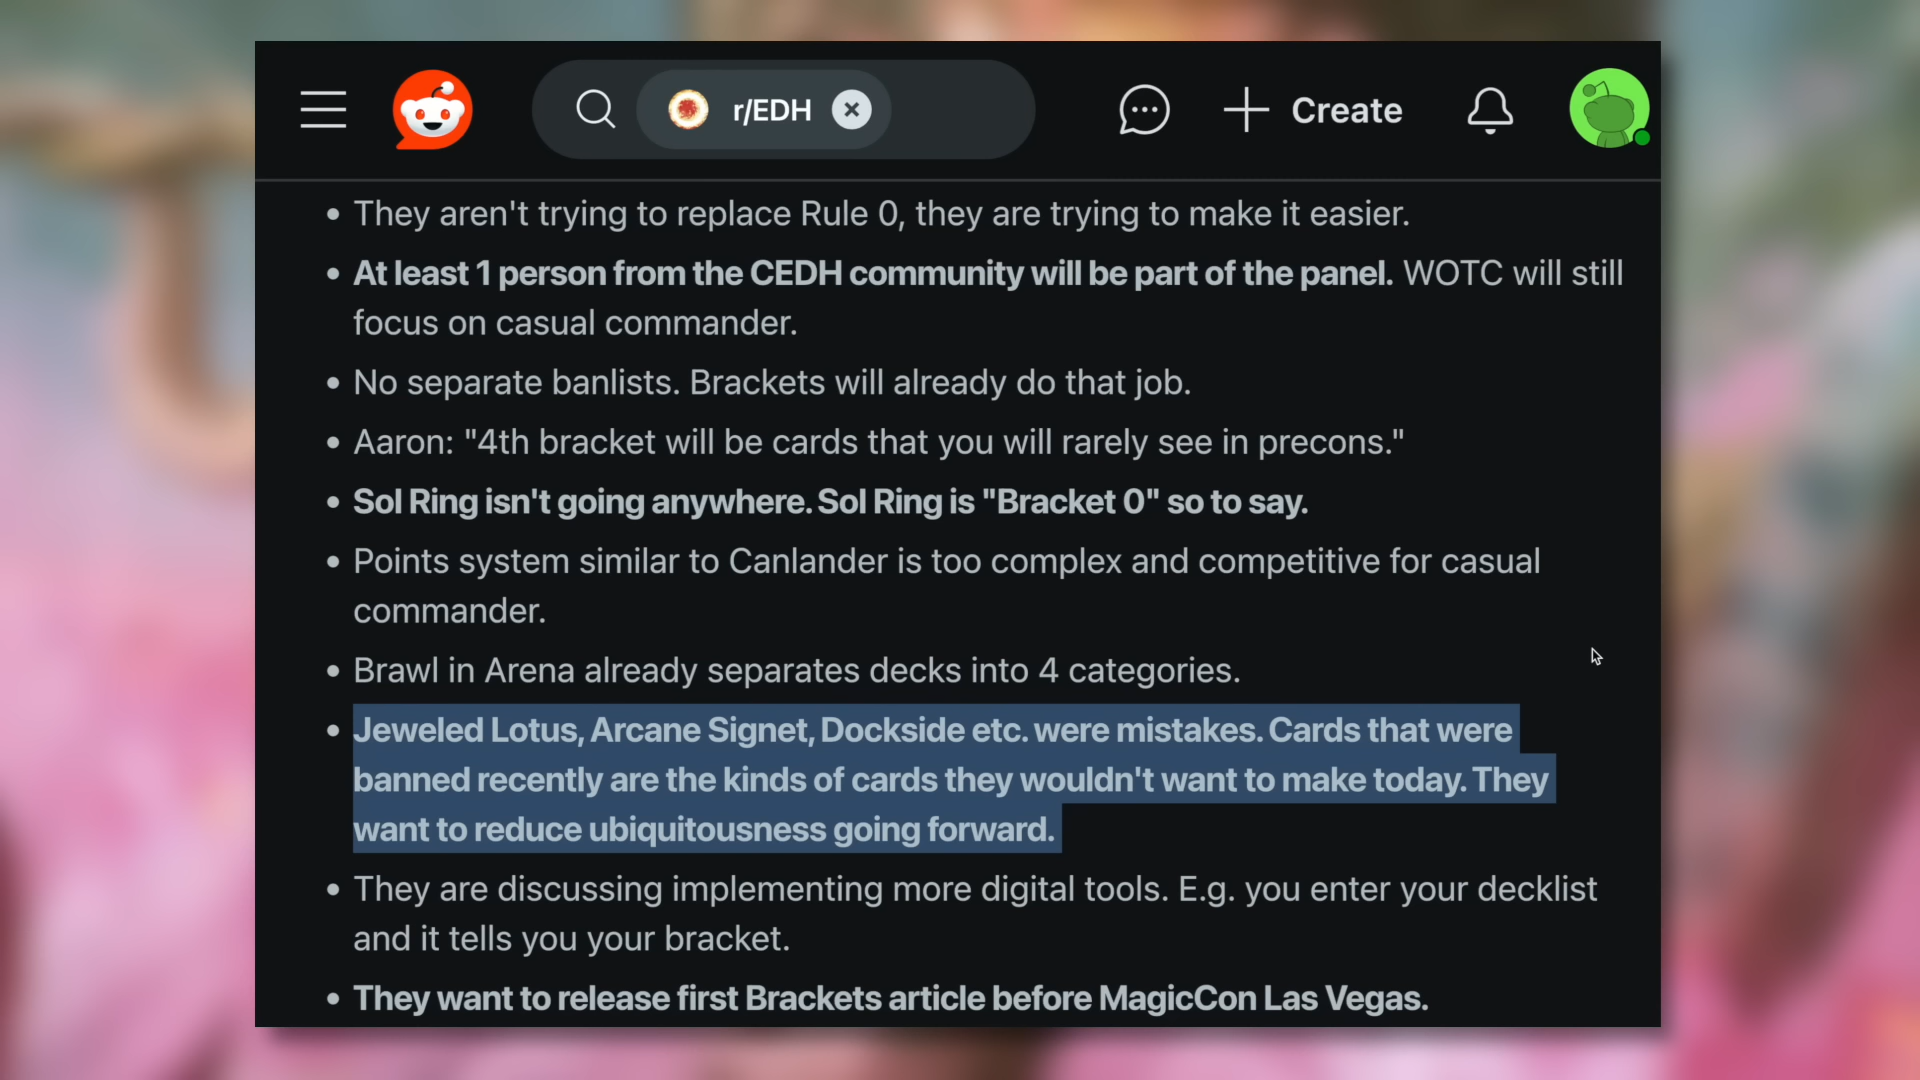 r/EDH
Create
They aren't trying to replace Rule 0, they are trying to make it easier.
At least 1 person from the CEDH community will be part of the panel. WOTC will still
focus on casual commander.
No separate banlists. Brackets will already do that job.
Aaron: "4th bracket will be cards that you will rarely see in precons."
Sol Ring isn't going anywhere. Sol Ring is "Bracket 0" so to say.
Points system similar to Canlander is too complex and competitive for casual
commander.
Brawl in Arena already separates decks into 4 categories.
Jeweled Lotus, Arcane Signet, Dockside etc. were mistakes. Cards that were
banned recently are the kinds of cards they wouldn't want to make today. They
want to reduce ubiquitousness going forward.
They are discussing implementing more digital tools. E.g. you enter your decklist
and it tells you your bracket.
They want to release first Brackets article before MagicCon Las Vegas.